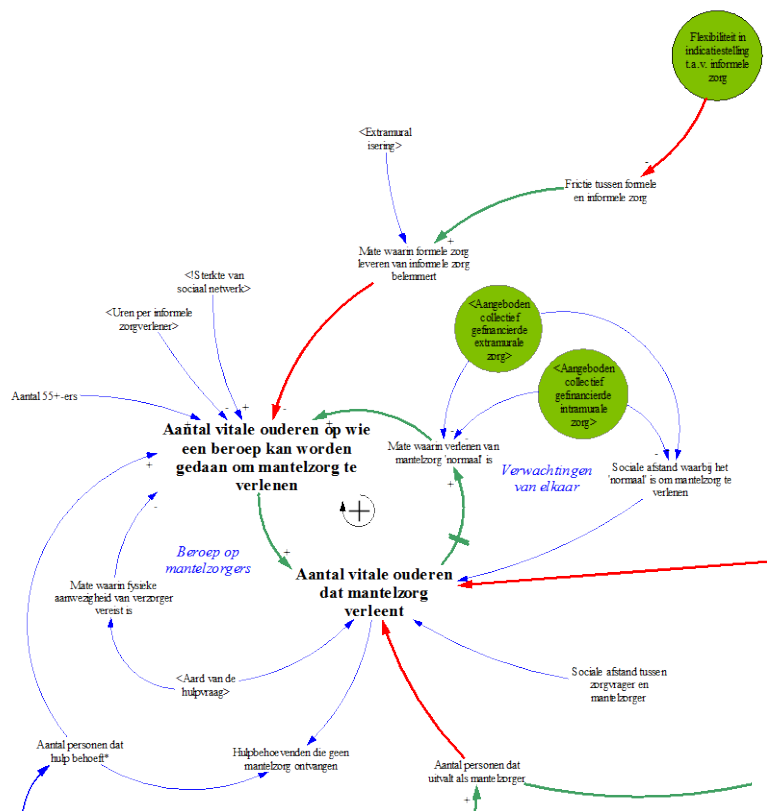 Flexibiliteit in
indicatiestelling
t.a.v. informele
zorg
<Extramural
isering>
-
Frictie tussen formele
en informele zorg
+
Mate waarin formele zorg
leveren van informele zorg
belemmert
<!Sterkte van
sociaal netwerk>
<Uren per informele
zorgverlener>
<Aangeboden
collectief
gefinancierde
extramurale
zorg>
<Aangeboden
collectief
gefinancierde
intramurale
zorg>
Aantal 55+-ers
+
-
+
-
+
Aantal vitale ouderen op wie
een beroep kan worden
gedaan om mantelzorg te
verlenen
+
-
-
-
Mate waarin verlenen van
mantelzorg 'normaal' is
+
Verwachtingen
van elkaar
-
-
Sociale afstand waarbij het
'normaal' is om mantelzorg te
verlenen
-
+
Beroep op
mantelzorgers
+
Aantal vitale ouderen
dat mantelzorg
verleent
Mate waarin fysieke
aanwezigheid van verzorger
vereist is
<Aard van de
hulpvraag>
Sociale afstand tussen
zorgvrager en
mantelzorger
Aantal personen dat
hulp behoeft*
Hulpbehoevenden die geen
mantelzorg ontvangen
Aantal personen dat
uitvalt als mantelzorger
+